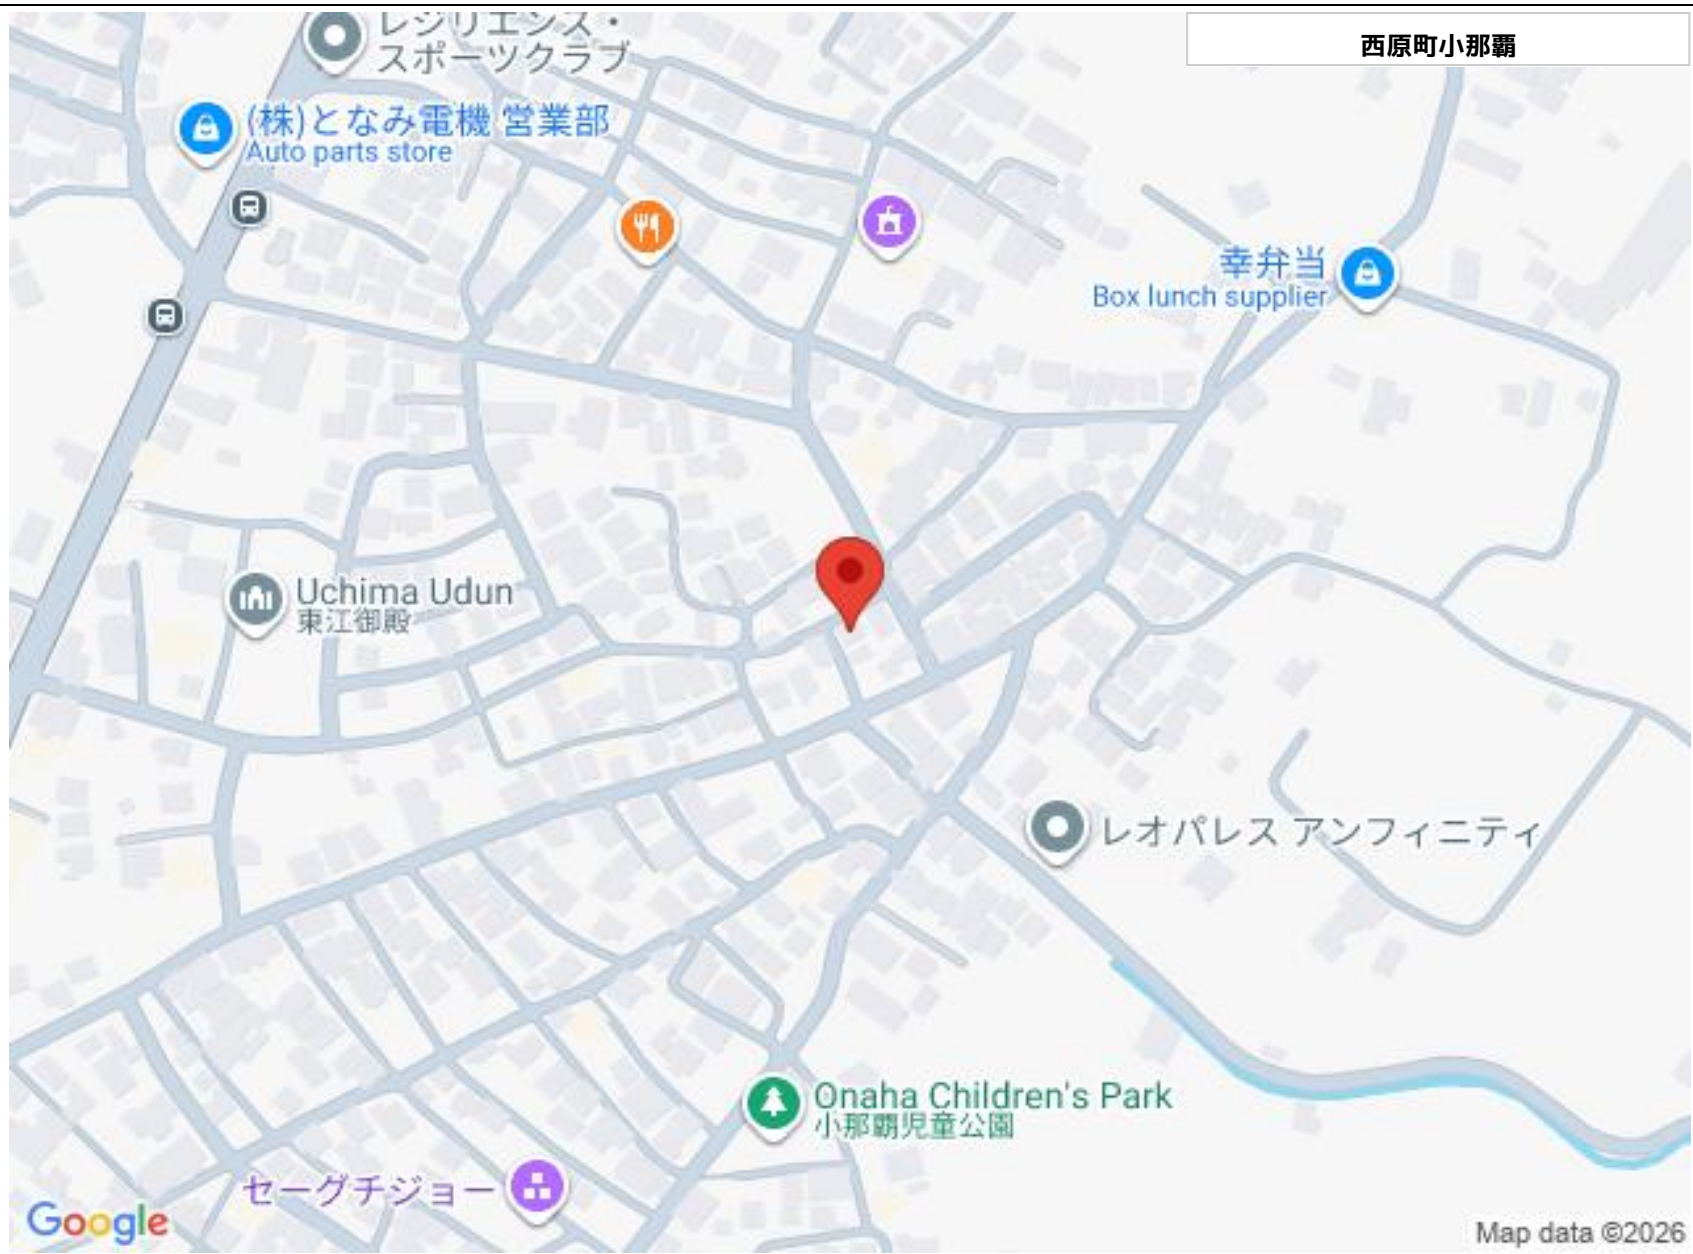 西原町小那覇
レジリエンス・
スポーツクラブ
(株)となみ電機 営業部
Auto parts store
幸弁当
Box lunch supplier
Uchima Udun
東江御殿
レオパレス アンフィニティ
Onaha Children's Park
小那覇児童公園
セーグチジョー
Google
Map data ©2026